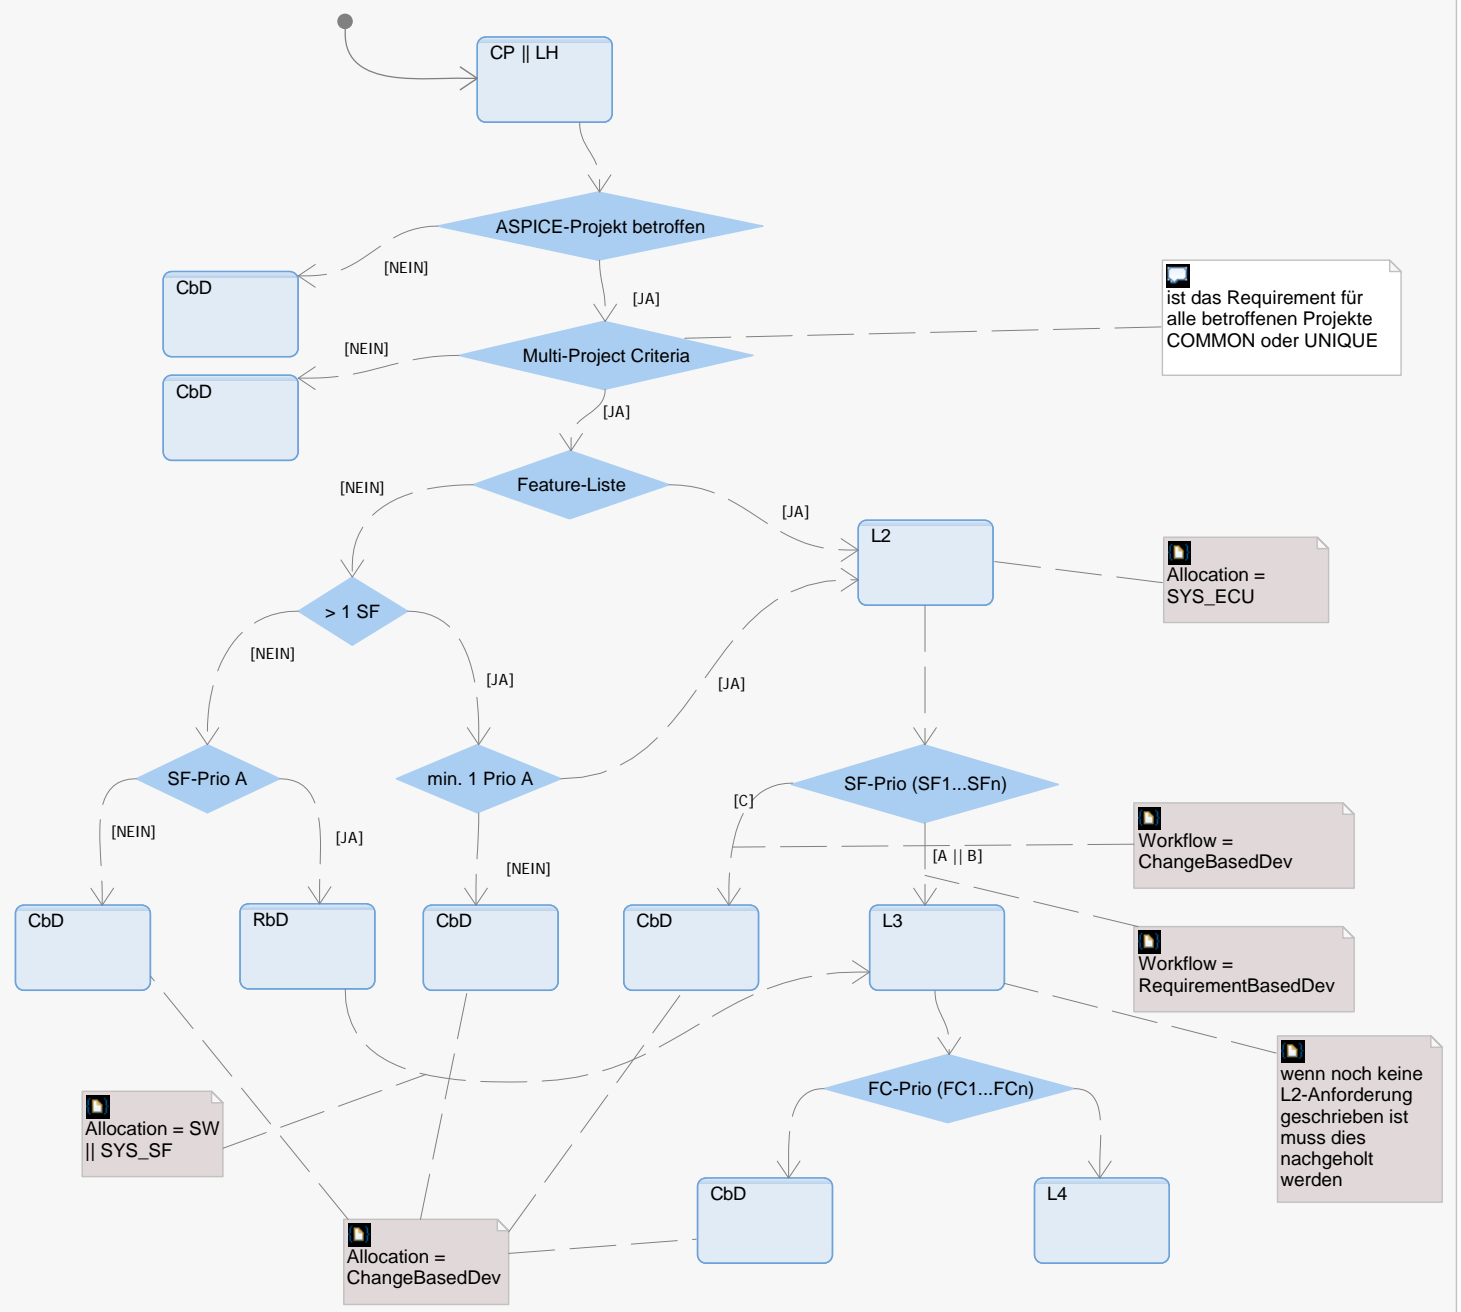 CP || LH
ASPICE-Projekt betroffen
[NEIN]
CbD
[JA]
ist das Requirement für
alle betroffenen Projekte
COMMON oder UNIQUE
[NEIN]
Multi-Project Criteria
CbD
[JA]
Feature-Liste
[NEIN]
[JA]
L2
Allocation =
SYS_ECU
> 1 SF
[NEIN]
[JA]
[JA]
SF-Prio A
min. 1 Prio A
SF-Prio (SF1...SFn)
[C]
[NEIN]
[JA]
[NEIN]
[A || B]
Workflow =
ChangeBasedDev
CbD
RbD
CbD
CbD
L3
Workflow =
RequirementBasedDev
wenn noch keine
L2-Anforderung
geschrieben ist
muss dies
nachgeholt
werden
FC-Prio (FC1...FCn)
Allocation = SW
|| SYS_SF
CbD
L4
Allocation =
ChangeBasedDev